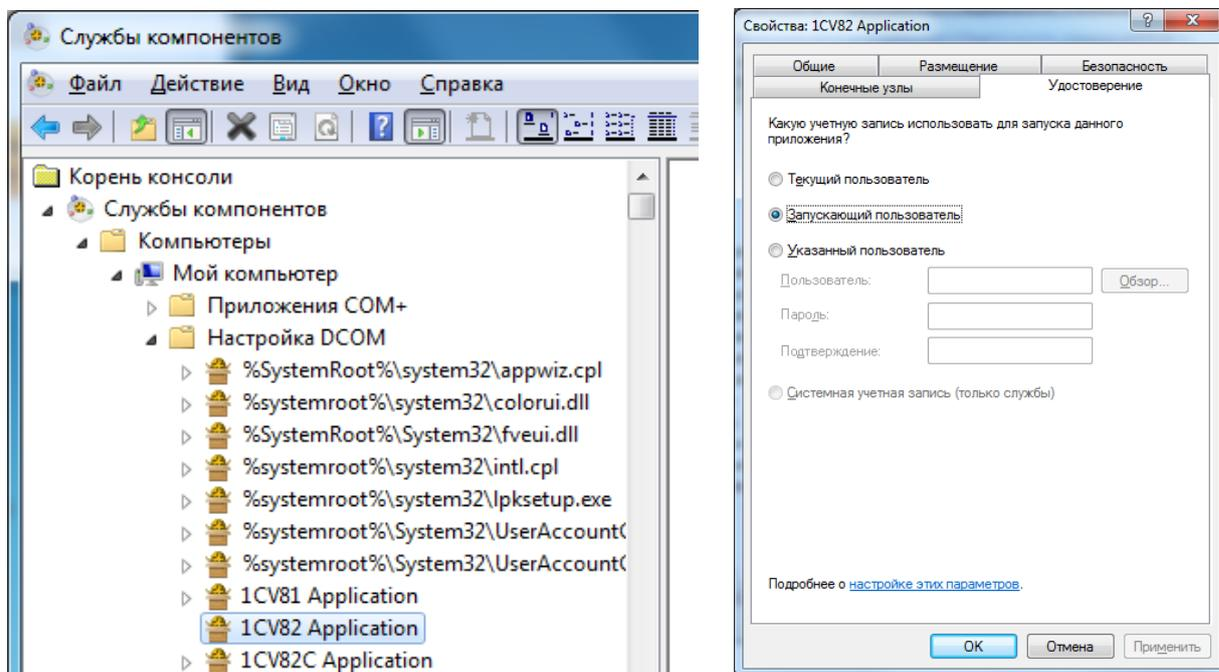 Службы компонентов
Файл Действие Вид Окно Справка
Корень консоли
Службы компонентов
Компьютеры
Мой компьютер
Приложения COM+
Настройка DCOM
%SystemRoot%\system32\appwiz.cpl
%systemroot%\system32\colorui.dll
%SystemRoot%\System32\fveui.dll
%systemroot%\system32\intl.cpl
%systemroot%\system32\lpksetup.exe
%systemroot%\System32\UserAccountC
%systemroot%\System32\UserAccountC
1CV81 Application
1CV82 Application
1CV82C Application
Свойства: 1CV82 Application
Общие Размещение Безопасность
Конечные узлы Удостоверение
Какую учетную запись использовать для запуска данного
приложения?
Текущий пользователь
Запускающий пользователь
Указанный пользователь
Пользователь:
Обзор...
Пароль:
Подтверждение:
Системная учетная запись (только службы)
Подробнее о настройке этих параметров.
OK Отмена Применить